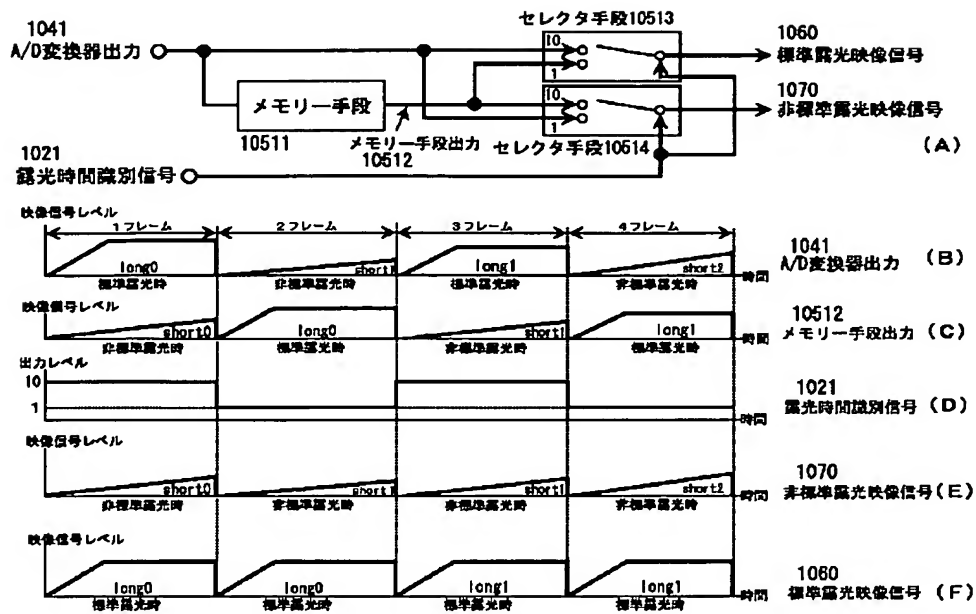 1041
A/D変換器出力
セレクタ手段10513
10
1
1060
標準露光映像信号
メモリー手段
10511
メモリー手段出力
10512
10
1
セレクタ手段10514
1070
非標準露光映像信号
1021
露光時間識別信号
(A)
映像信号レベル
1フレーム
2フレーム
3フレーム
4フレーム
long0
標準露光時
short1
非標準露光時
long1
標準露光時
short2
非標準露光時
時間
1041
A/D変換器出力
(B)
映像信号レベル
short0
非標準露光時
long0
標準露光時
short1
非標準露光時
long1
標準露光時
時間
10512
メモリー手段出力
(C)
出力レベル
10
1
時間
1021
露光時間識別信号
(D)
映像信号レベル
short0
非標準露光時
short1
非標準露光時
short1
非標準露光時
short2
非標準露光時
時間
1070
非標準露光映像信号
(E)
映像信号レベル
long0
標準露光時
long0
標準露光時
long1
標準露光時
long1
標準露光時
時間
1060
標準露光映像信号
(F)